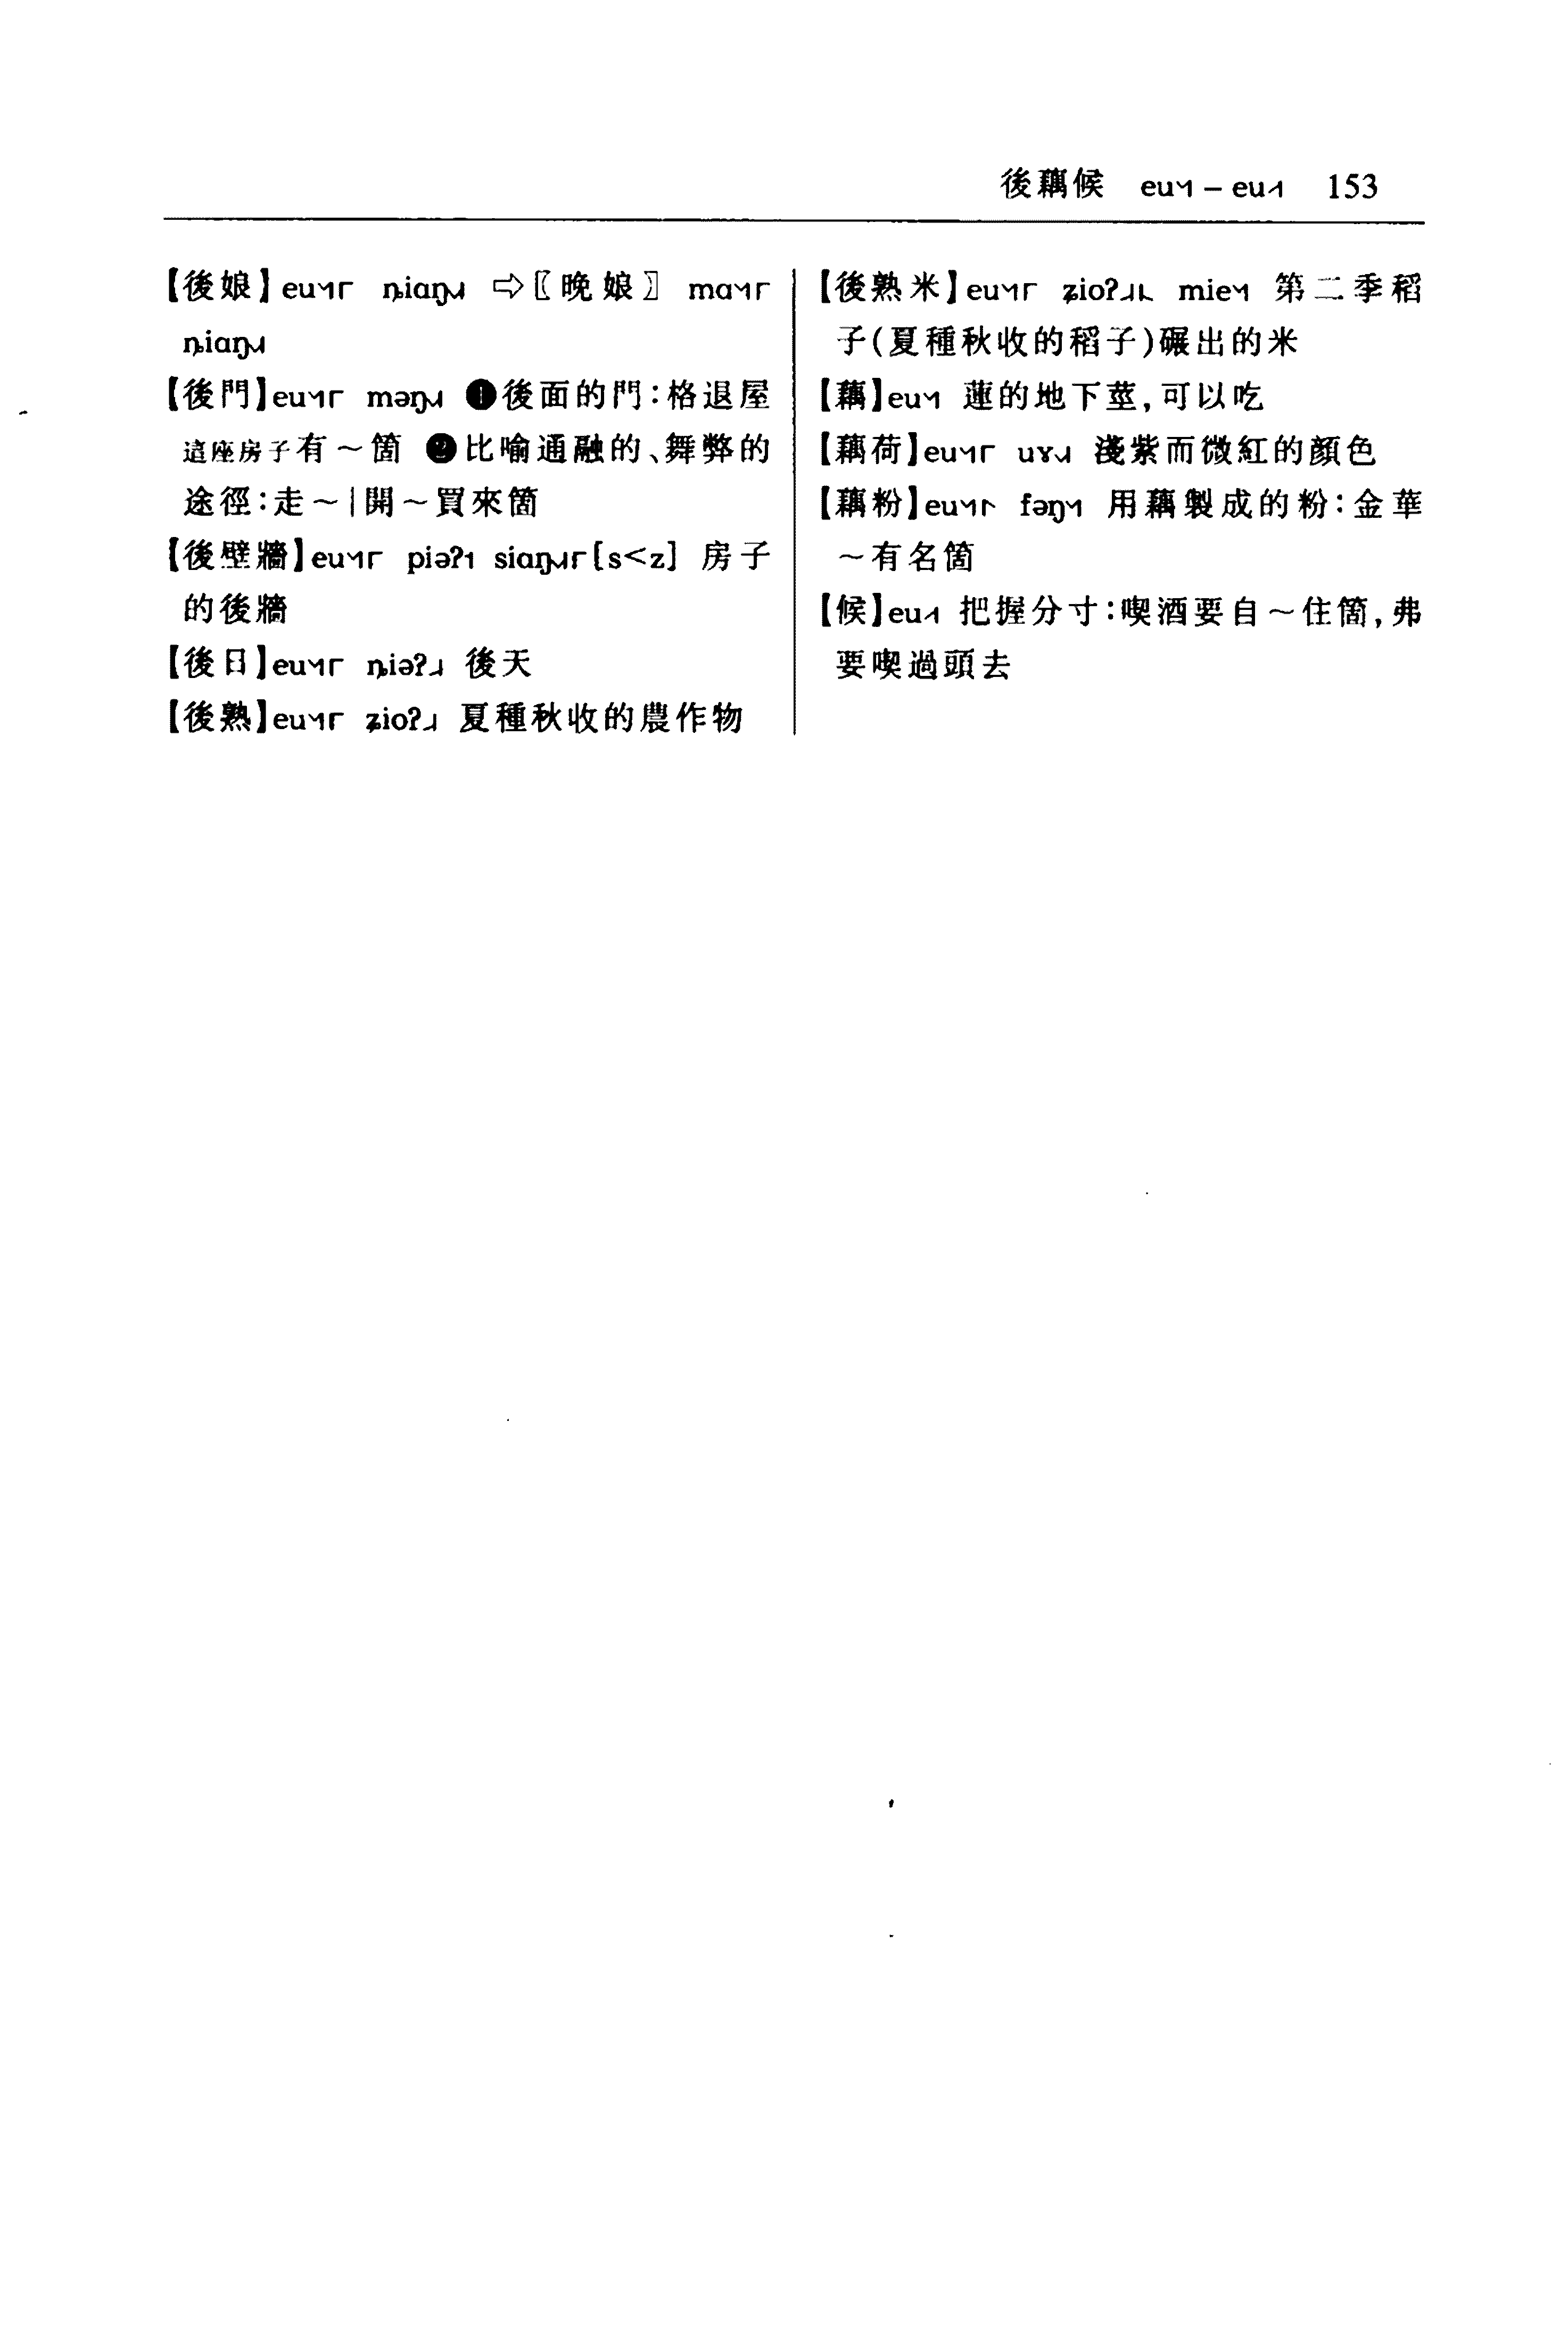 後藕候 eu˥˧˥ – eu˩˦ 153
【後娘】eu˥˧˥꜒ ȵiɑŋ˧˩˧ ⇨〖晚娘〗 mɑ˥˧˥꜒
ȵiɑŋ˧˩˧
【後門】eu˥˧˥꜒ məŋ˧˩˧ ❶後面的門:格退屋
這座房子有～箇 ❷比喻通融的、舞弊的
途徑:走～|開～買來箇
【後壁牆】eu˥˧˥꜒ piəʔ˦ siɑŋ˧˩˧꜒[s<z] 房子
的後牆
【後日】eu˥˧˥꜒ ȵiəʔ˨˩˨ 後天
【後熟】eu˥˧˥꜒ ʑioʔ˨˩˨ 夏種秋收的農作物
【後熟米】eu˥˧˥꜒ ʑioʔ˨˩˨꜕꜖ mie˥˧˥ 第二季稻
子(夏種秋收的稻子)碾出的米
【藕】eu˥˧˥ 蓮的地下莖,可以吃
【藕荷】eu˥˧˥꜒ uɤ˧˩˧ 淺紫而微紅的顏色
【藕粉】eu˥˧˥꜒꜔ fəŋ˥˧˥ 用藕製成的粉:金華
～有名箇
【候】eu˩˦ 把握分寸:喫酒要自～住箇,弗
要喫過頭去